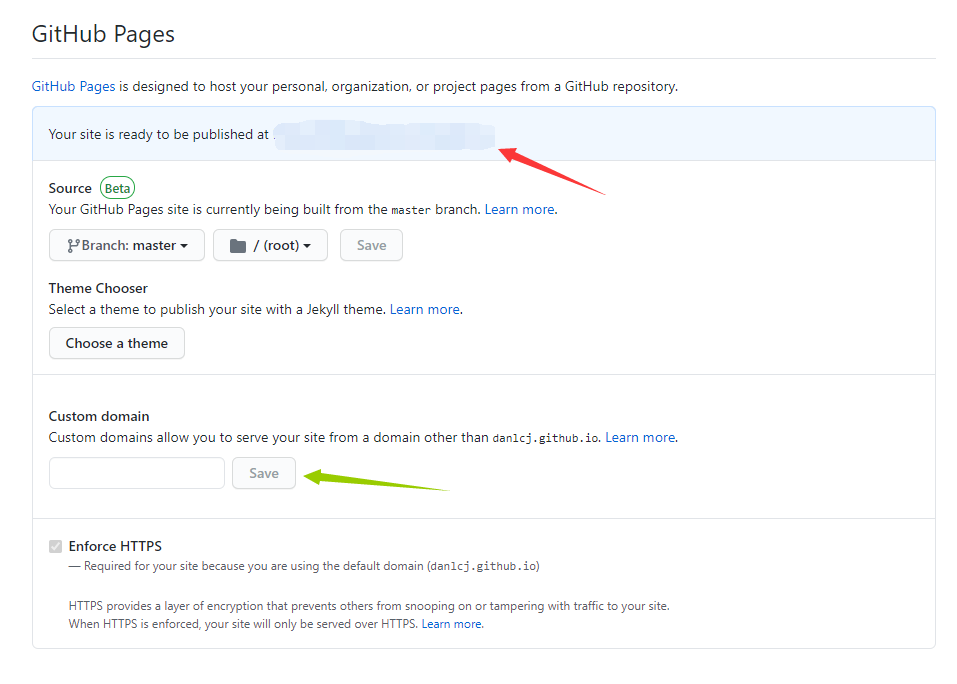 GitHub Pages
GitHub Pages is designed to host your personal, organization, or project pages from a GitHub repository.
Your site is ready to be published at
Source Beta
Your GitHub Pages site is currently being built from the master branch. Learn more.
Branch: master / (root) Save
Theme Chooser
Select a theme to publish your site with a Jekyll theme. Learn more.
Choose a theme
Custom domain
Custom domains allow you to serve your site from a domain other than danlcj.github.io. Learn more.
Save
Enforce HTTPS
— Required for your site because you are using the default domain (danlcj.github.io)
HTTPS provides a layer of encryption that prevents others from snooping on or tampering with traffic to your site.
When HTTPS is enforced, your site will only be served over HTTPS. Learn more.